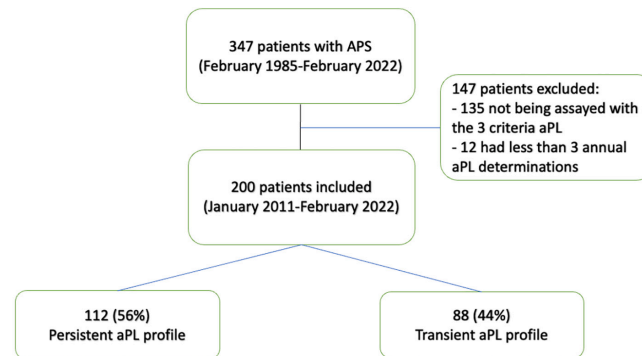 347 patients with APS
(February 1985-February 2022)
147 patients excluded:
- 135 not being assayed with
the 3 criteria aPL
- 12 had less than 3 annual
aPL determinations
200 patients included
(January 2011-February 2022)
112 (56%)
Persistent aPL profile
88 (44%)
Transient aPL profile